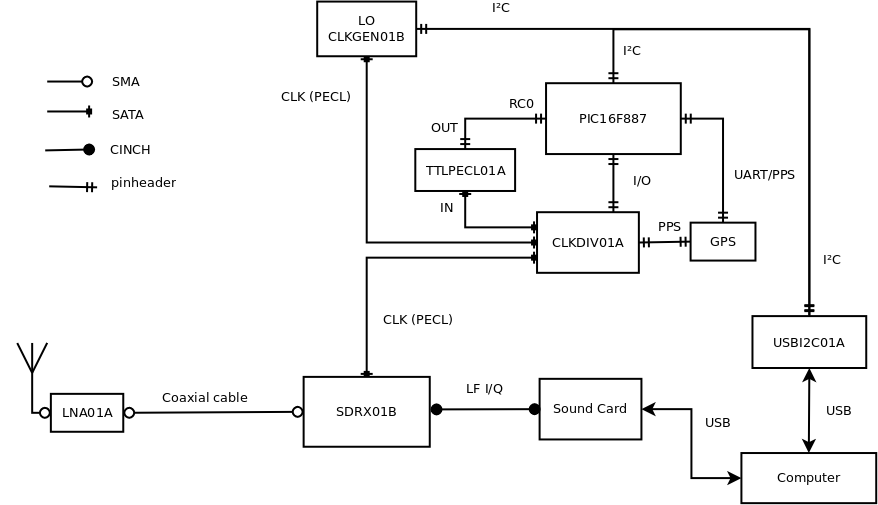 I²C
LO
CLKGEN01B
I²C
SMA
CLK (PECL)
RC0
SATA
PIC16F887
OUT
CINCH
TTLPECL01A
UART/PPS
pinheader
I/O
IN
PPS
CLKDIV01A
GPS
I²C
CLK (PECL)
USBI2C01A
LF I/Q
Coaxial cable
LNA01A
SDRX01B
Sound Card
USB
USB
Computer